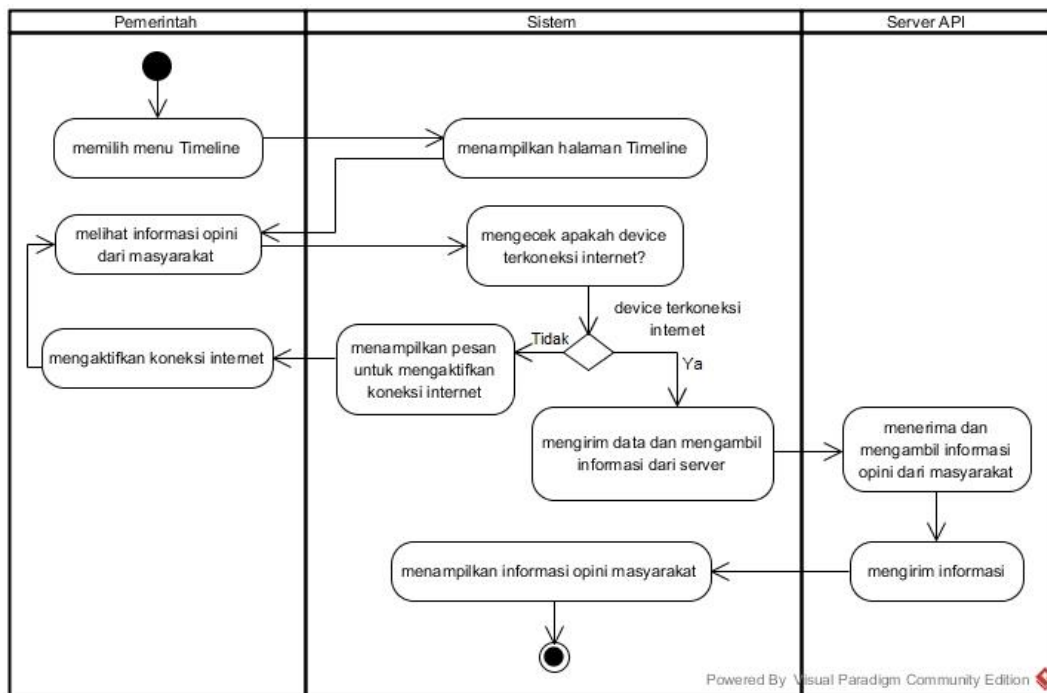 Pemerintah
Sistem
Server API
memilih menu Timeline
menampilkan halaman Timeline
melihat informasi opini
dari masyarakat
mengecek apakah device
terkoneksi internet?
device terkoneksi
internet
Tidak
Ya
mengaktifkan koneksi internet
menampilkan pesan
untuk mengaktifkan
koneksi internet
mengirim data dan mengambil
informasi dari server
menerima dan
mengambil informasi
opini dari masyarakat
menampilkan informasi opini masyarakat
mengirim informasi
Powered By Visual Paradigm Community Edition